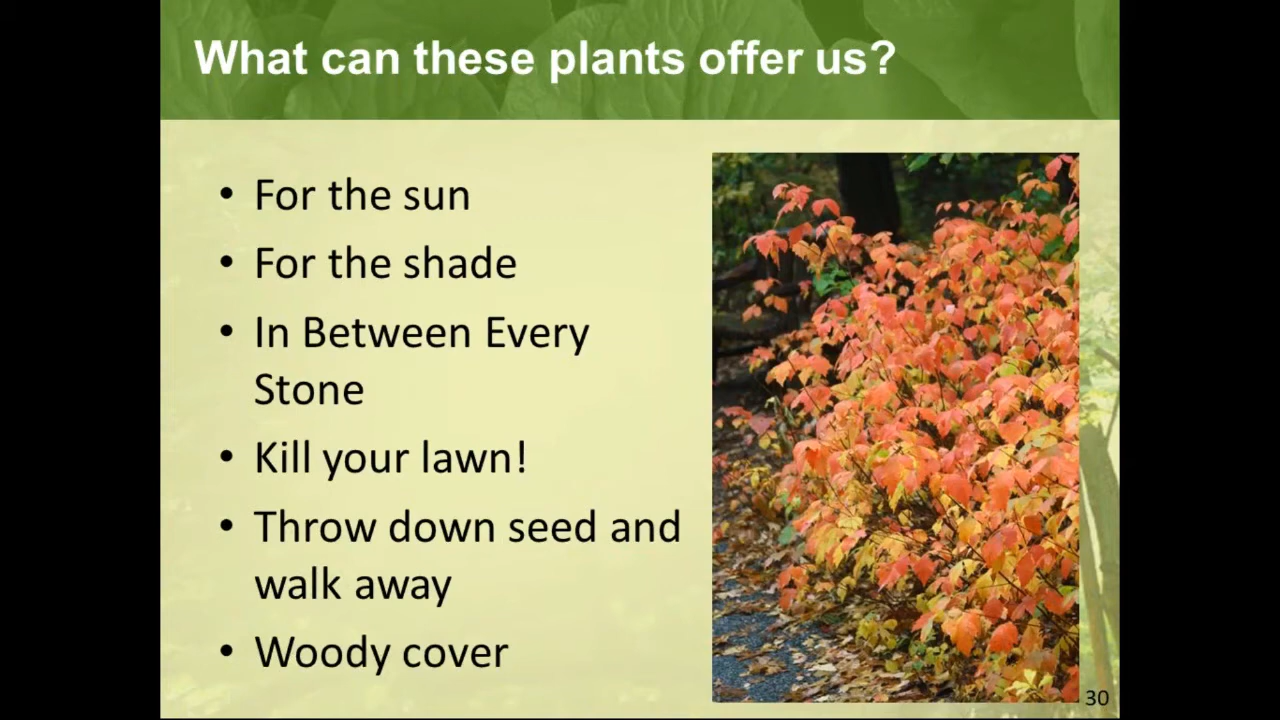 What can these plants offer us?
• For the sun
• For the shade
• In Between Every
Stone
• Kill your lawn!
• Throw down seed and
walk away
• Woody cover
30